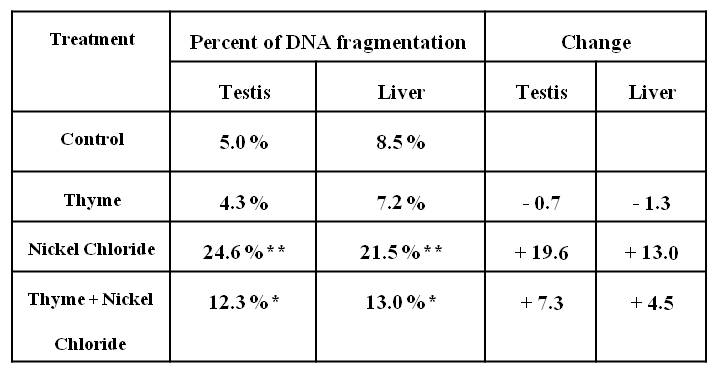 Treatment
Percent of DNA fragmentation
Change
Testis
Liver
Testis
Liver
Control
5.0 %
8.5 %
Thyme
4.3 %
7.2 %
- 0.7
- 1.3
Nickel Chloride
24.6 %**
21.5 %**
+ 19.6
+ 13.0
Thyme + Nickel
Chloride
12.3 %*
13.0 %*
+ 7.3
+ 4.5